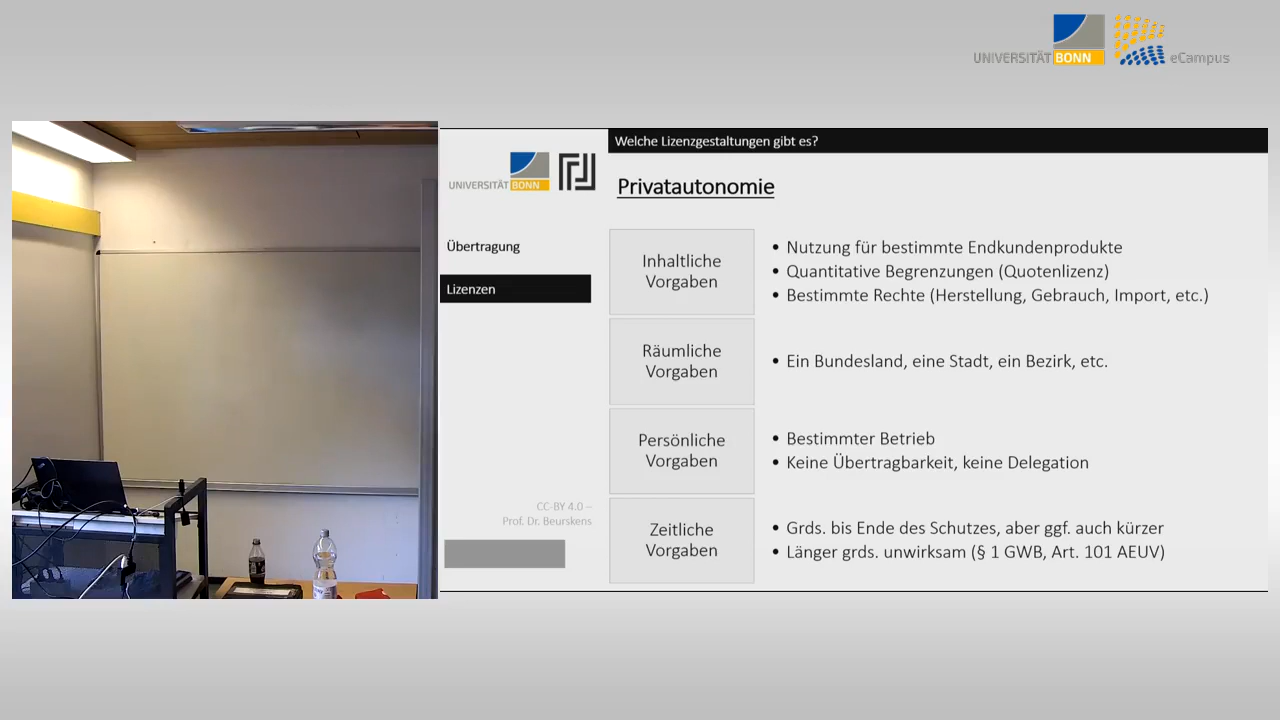 UNIVERSITÄT BONN
eCampus
Welche Lizenzgestaltungen gibt es?
UNIVERSITÄT BONN
Privatautonomie
Übertragung
Lizenzen
Inhaltliche
Vorgaben
• Nutzung für bestimmte Endkundenprodukte
• Quantitative Begrenzungen (Quotenlizenz)
• Bestimmte Rechte (Herstellung, Gebrauch, Import, etc.)
Räumliche
Vorgaben
• Ein Bundesland, eine Stadt, ein Bezirk, etc.
Persönliche
Vorgaben
• Bestimmter Betrieb
• Keine Übertragbarkeit, keine Delegation
Zeitliche
Vorgaben
• Grds. bis Ende des Schutzes, aber ggf. auch kürzer
• Länger grds. unwirksam (§ 1 GWB, Art. 101 AEUV)
CC-BY 4.0 –
Prof. Dr. Beurskens